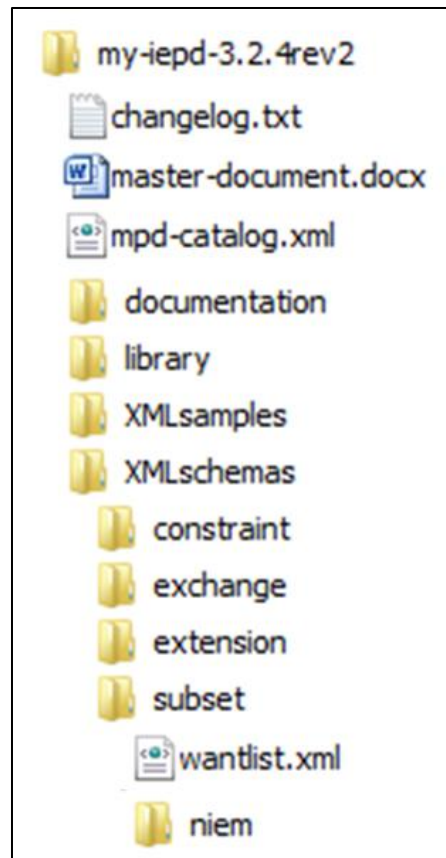 my-iepd-3.2.4rev2
changelog.txt
master-document.docx
mpd-catalog.xml
documentation
library
XMLsamples
XMLschemas
constraint
exchange
extension
subset
wantlist.xml
niem